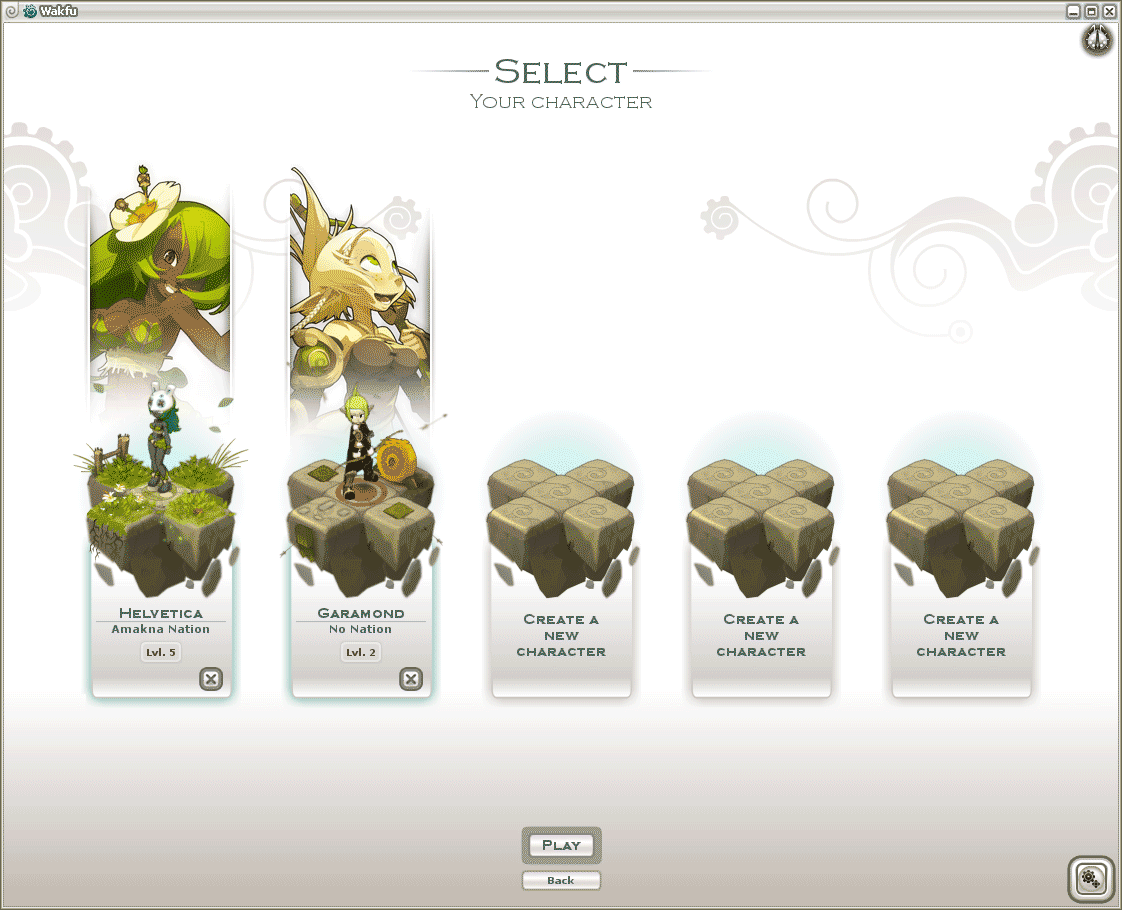 Wakfu
Select
Your character
Helvetica
Amakna Nation
Lvl. 5
Garamond
No Nation
Lvl. 2
Create a
new
character
Create a
new
character
Create a
new
character
Play
Back